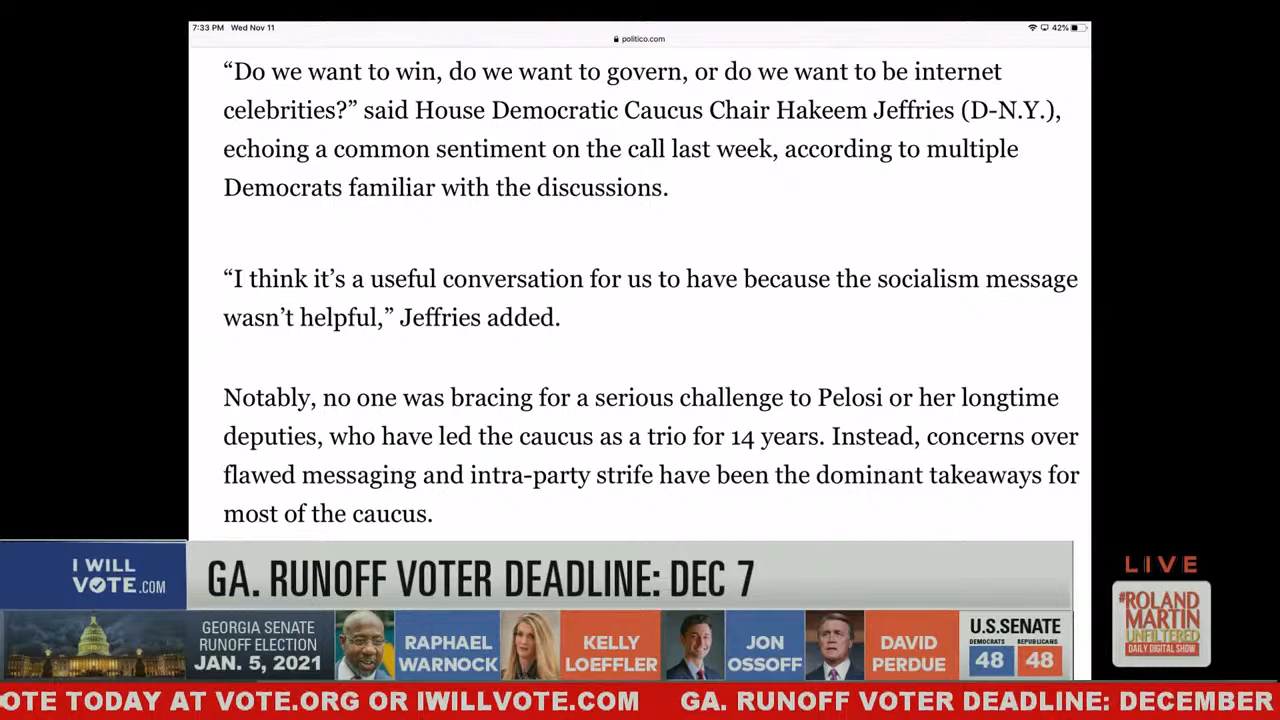 7:33 PM Wed Nov 11
42%
politico.com
“Do we want to win, do we want to govern, or do we want to be internet
celebrities?” said House Democratic Caucus Chair Hakeem Jeffries (D-N.Y.),
echoing a common sentiment on the call last week, according to multiple
Democrats familiar with the discussions.
“I think it’s a useful conversation for us to have because the socialism message
wasn’t helpful,” Jeffries added.
Notably, no one was bracing for a serious challenge to Pelosi or her longtime
deputies, who have led the caucus as a trio for 14 years. Instead, concerns over
flawed messaging and intra-party strife have been the dominant takeaways for
most of the caucus.
I WILL
VOTE.COM
GA. RUNOFF VOTER DEADLINE: DEC 7
LIVE
#ROLAND
MARTIN
UNFILTERED
DAILY DIGITAL SHOW
GEORGIA SENATE
RUNOFF ELECTION
JAN. 5, 2021
RAPHAEL
WARNOCK
KELLY
LOEFFLER
JON
OSSOFF
DAVID
PERDUE
U.S.SENATE
DEMOCRATS REPUBLICANS
48 48
OTE TODAY AT VOTE.ORG OR IWILLVOTE.COM GA. RUNOFF VOTER DEADLINE: DECEMBER